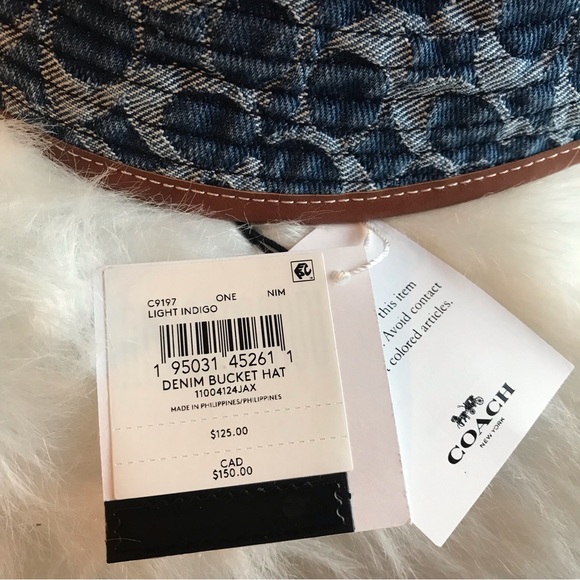 C9197 ONE NIM
LIGHT INDIGO
1 95031 45261 1
DENIM BUCKET HAT
11004124JAX
MADE IN PHILIPPINES/PHILIPPINES
$125.00
CAD
$150.00
this item
. Avoid contact
colored articles.
COACH
NEW YORK